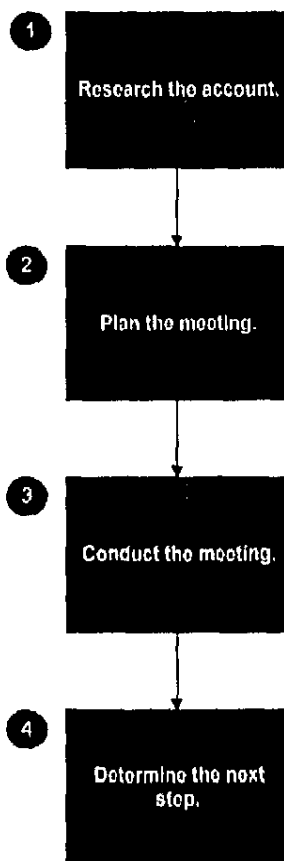 1
Research the account.
2
Plan the meeting.
3
Conduct the meeting.
4
Determine the next
step.